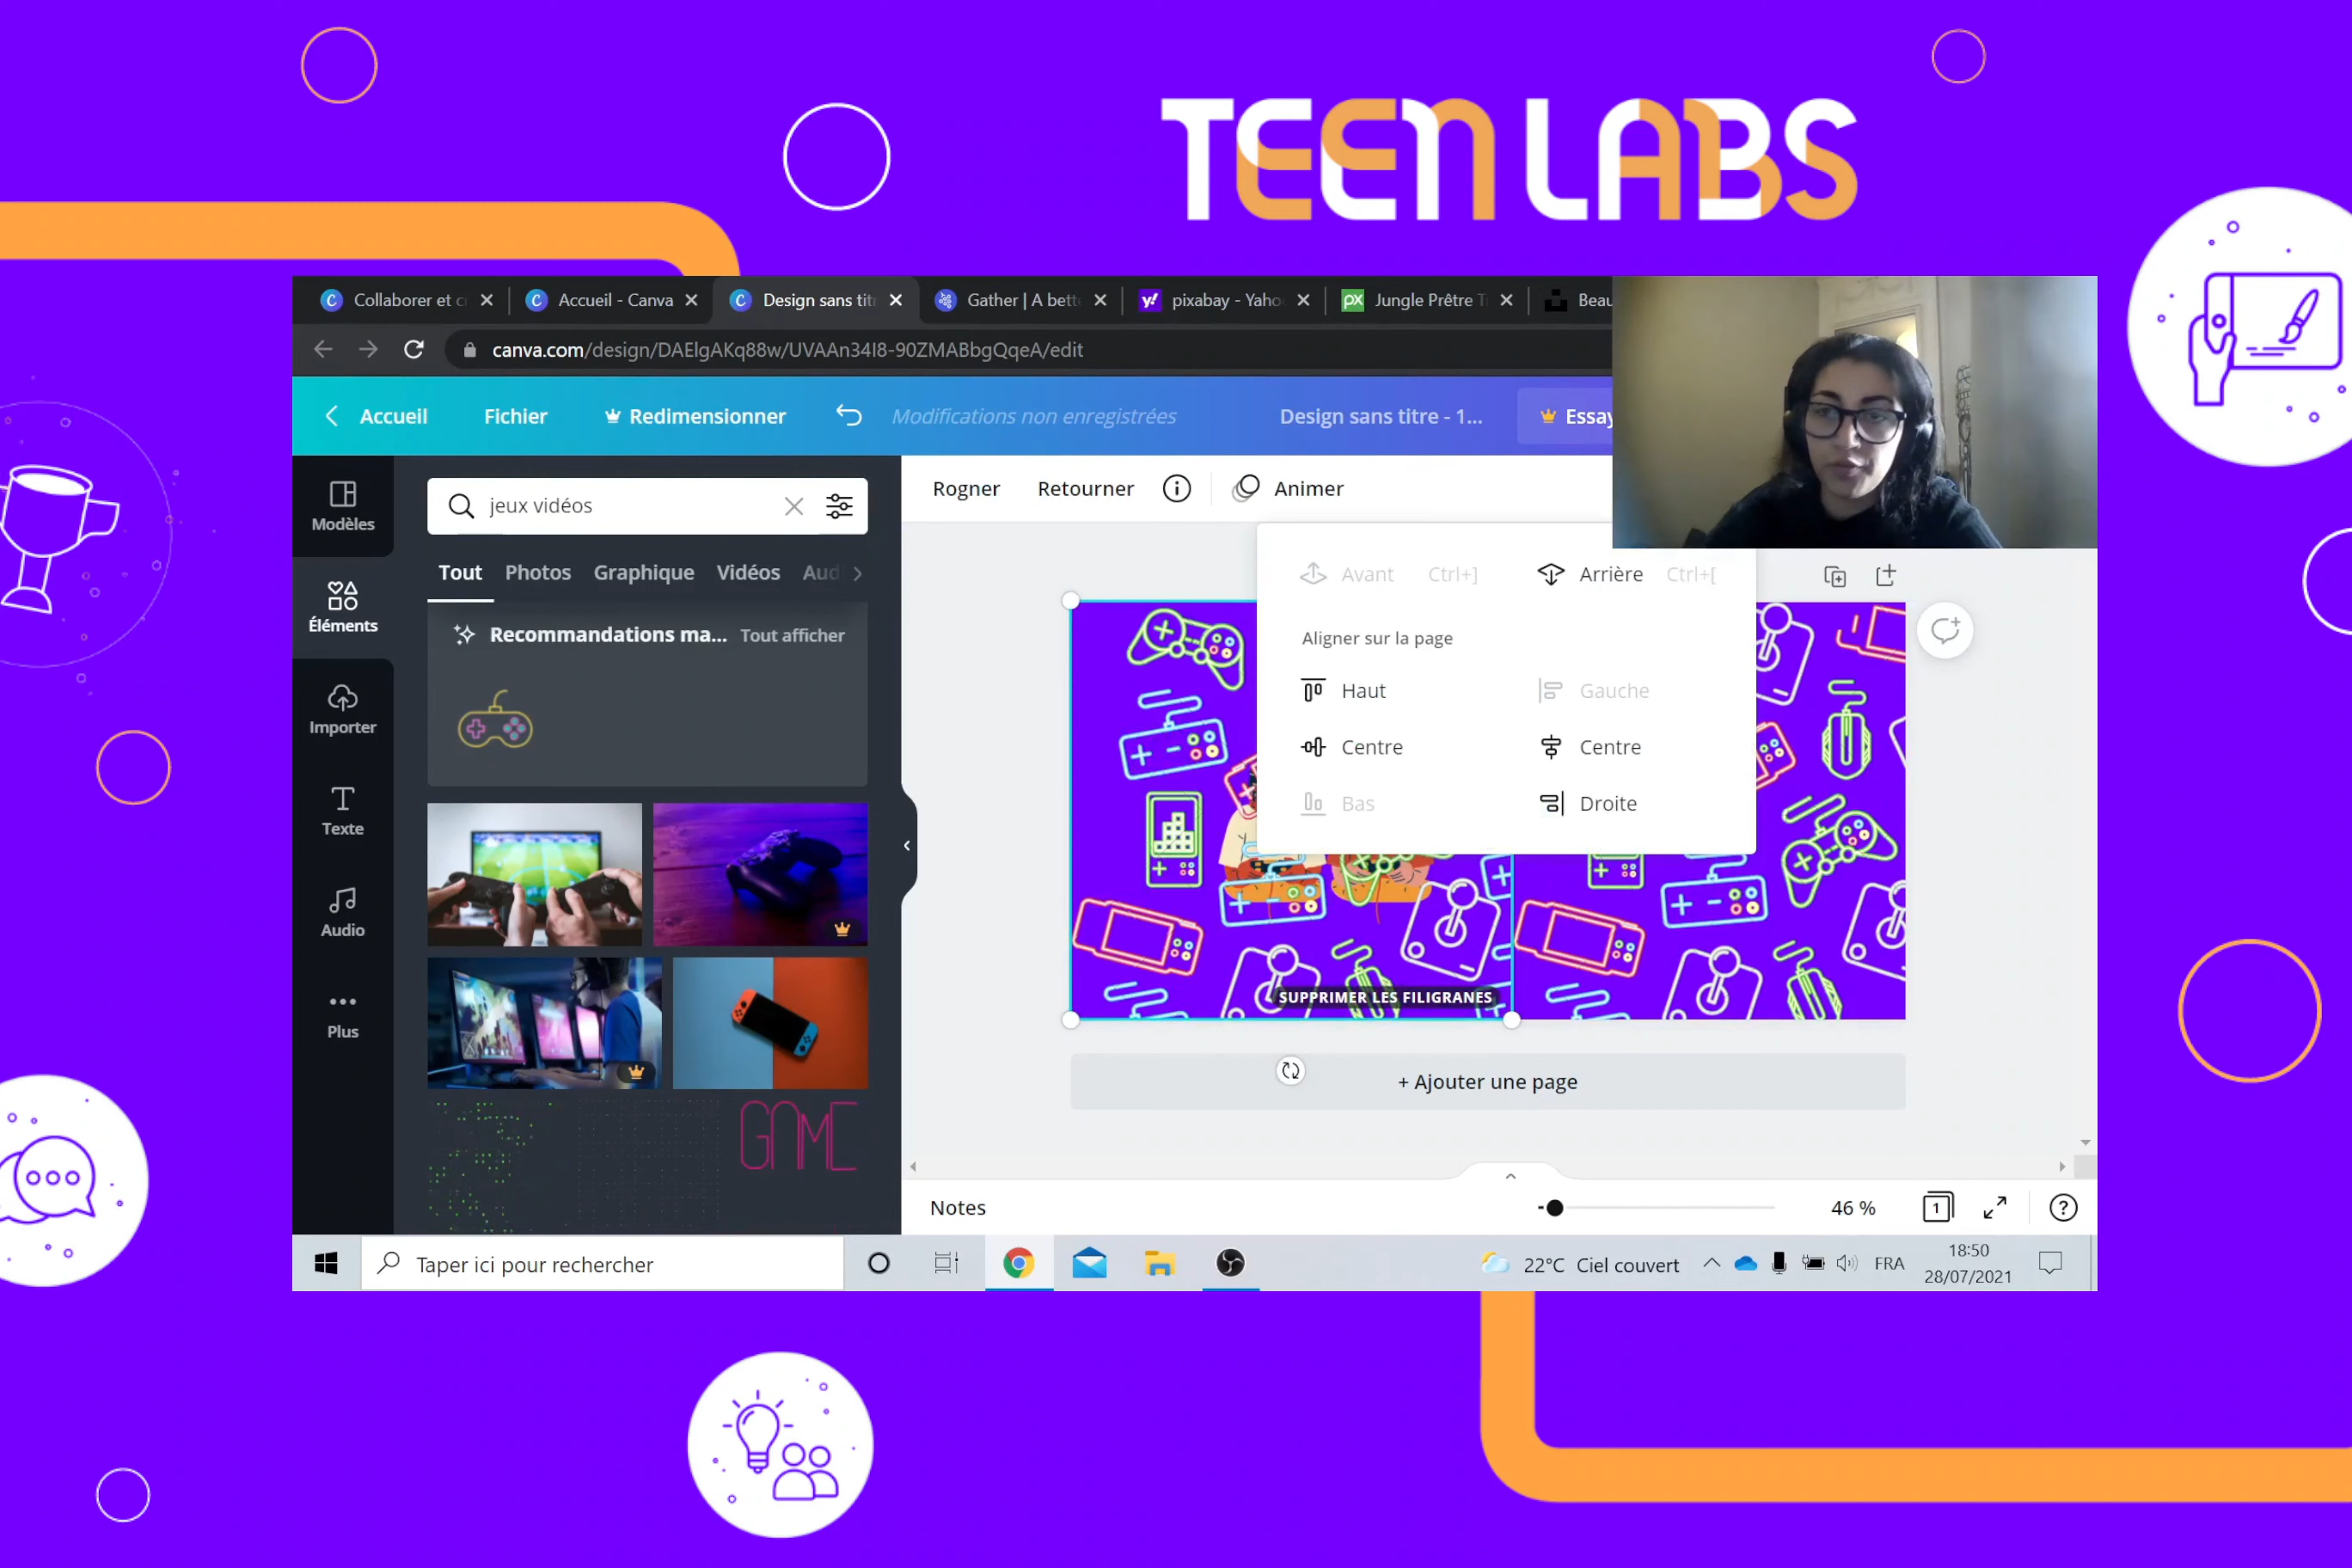 TEEN LABS
Collaborer et c
Accueil - Canva
Design sans tit
Gather | A bett
pixabay - Yaho
Jungle Prêtre T
Beau
canva.com/design/DAElgAKq88w/UVAAn34I8-90ZMABbgQqeA/edit
Accueil
Fichier
Redimensionner
Modifications non enregistrées
Design sans titre - 1...
Essay
Modèles
Éléments
Importer
Texte
Audio
Plus
jeux vidéos
Tout
Photos
Graphique
Vidéos
Aud
Recommandations ma...
Tout afficher
GAME
Rogner
Retourner
Animer
Avant Ctrl+]
Arrière Ctrl+[
Aligner sur la page
Haut
Gauche
Centre
Centre
Bas
Droite
SUPPRIMER LES FILIGRANES
+ Ajouter une page
Notes
46 %
1
?
Taper ici pour rechercher
22°C Ciel couvert
FRA
18:50
28/07/2021